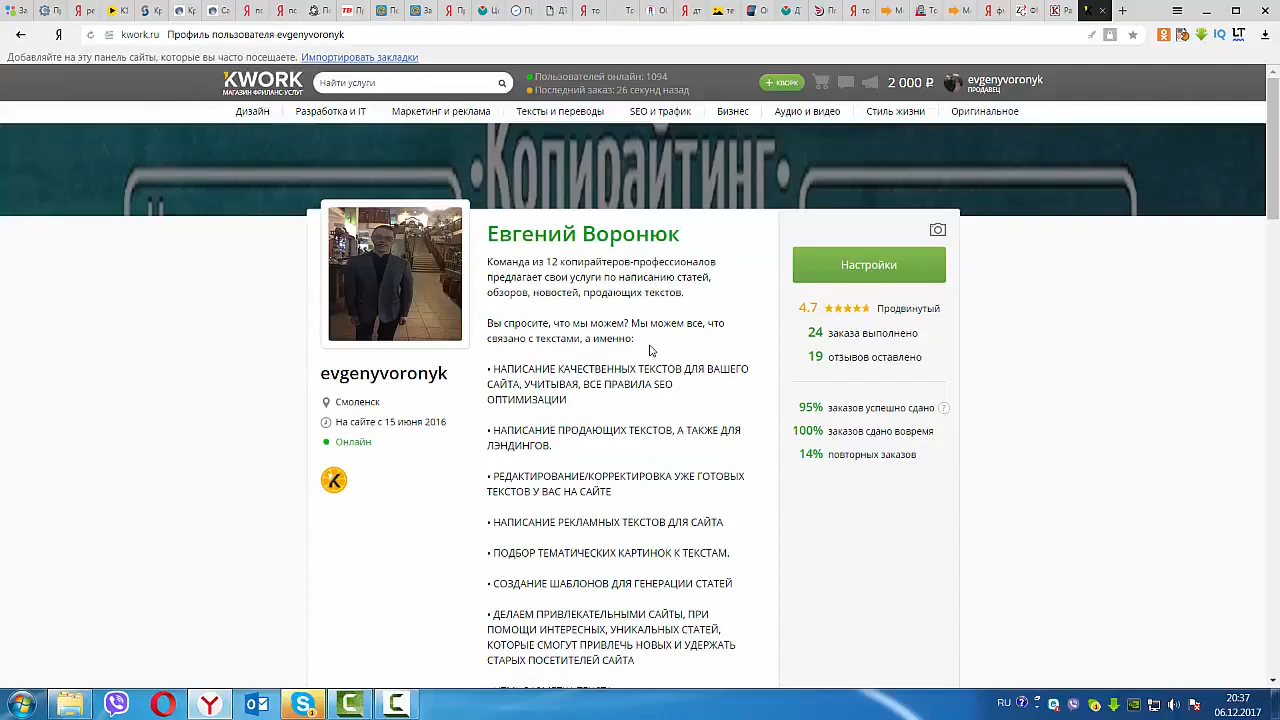 kwork.ru Профиль пользователя evgenyvoronyk
IQ
LT
Добавляйте на эту панель сайты, которые вы часто посещаете. Импортировать закладки
KWORK
МАГАЗИН ФРИЛАНС УСЛУГ
Найти услуги
Пользователей онлайн: 1094
Последний заказ: 26 секунд назад
+ КВОРК
2 000 ₽
evgenyvoronyk
ПРОДАВЕЦ
Дизайн
Разработка и IT
Маркетинг и реклама
Тексты и переводы
SEO и трафик
Бизнес
Аудио и видео
Стиль жизни
Оригинальное
•Копирайтинг•
Евгений Воронюк
Команда из 12 копирайтеров-профессионалов
предлагает свои услуги по написанию статей,
обзоров, новостей, продающих текстов.
Вы спросите, что мы можем? Мы можем все, что
связано с текстами, а именно:
• НАПИСАНИЕ КАЧЕСТВЕННЫХ ТЕКСТОВ ДЛЯ ВАШЕГО
САЙТА, УЧИТЫВАЯ, ВСЕ ПРАВИЛА SEO
ОПТИМИЗАЦИИ
• НАПИСАНИЕ ПРОДАЮЩИХ ТЕКСТОВ, А ТАКЖЕ ДЛЯ
ЛЭНДИНГОВ.
• РЕДАКТИРОВАНИЕ/КОРРЕКТИРОВКА УЖЕ ГОТОВЫХ
ТЕКСТОВ У ВАС НА САЙТЕ
• НАПИСАНИЕ РЕКЛАМНЫХ ТЕКСТОВ ДЛЯ САЙТА
• ПОДБОР ТЕМАТИЧЕСКИХ КАРТИНОК К ТЕКСТАМ.
• СОЗДАНИЕ ШАБЛОНОВ ДЛЯ ГЕНЕРАЦИИ СТАТЕЙ
• ДЕЛАЕМ ПРИВЛЕКАТЕЛЬНЫМИ САЙТЫ, ПРИ
ПОМОЩИ ИНТЕРЕСНЫХ, УНИКАЛЬНЫХ СТАТЕЙ,
КОТОРЫЕ СМОГУТ ПРИВЛЕЧЬ НОВЫХ И УДЕРЖАТЬ
СТАРЫХ ПОСЕТИТЕЛЕЙ САЙТА
evgenyvoronyk
Смоленск
На сайте с 15 июня 2016
Онлайн
Настройки
4.7 Продвинутый
24 заказа выполнено
19 отзывов оставлено
95% заказов успешно сдано ?
100% заказов сдано вовремя
14% повторных заказов
RU
20:37
06.12.2017